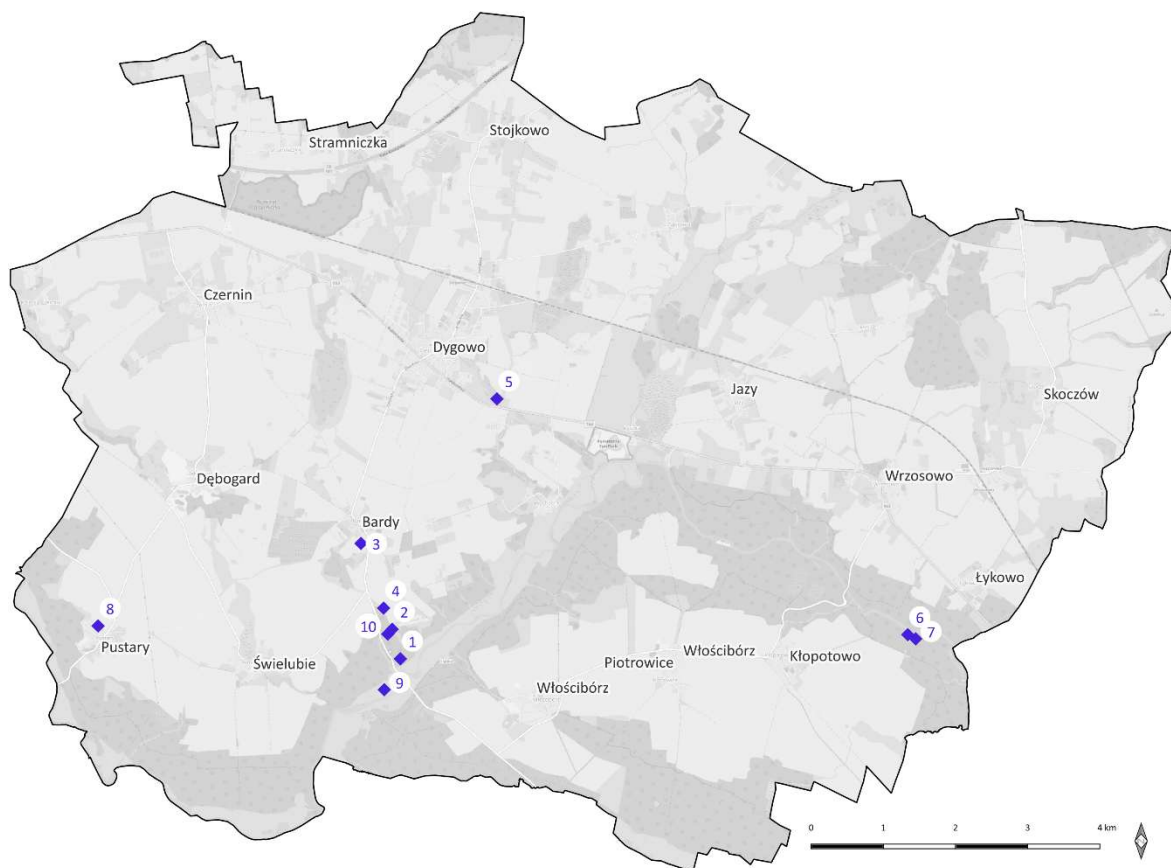 Stojkowo
Stramniczka
Czernin
Dygowo
5
Jazy
Skoczów
Dębogard
Wrzosowo
Bardy
3
Łykowo
4
8
2
6
10
7
1
Pustary
Świelubie
Piotrowice
Włościbórz
Kłopotowo
9
Włościbórz
0 1 2 3 4 km